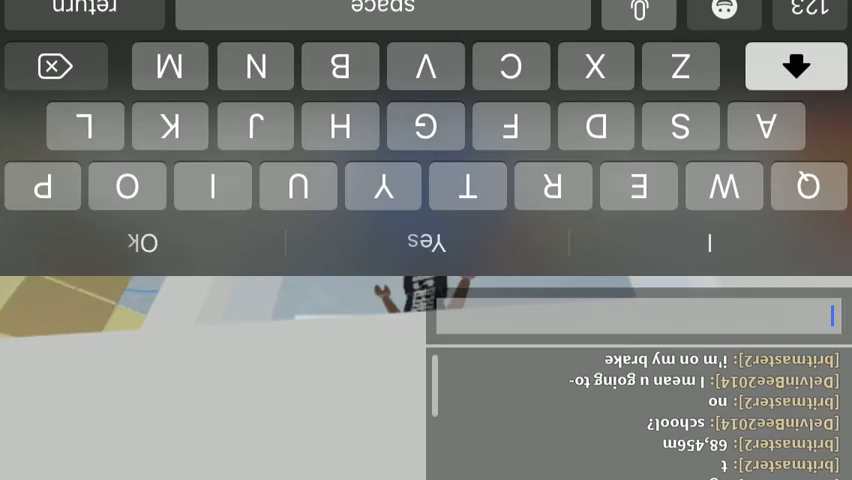 [britmaster2]: t
[britmaster2]: 68,456m
[DelvinBee2014]: school?
[britmaster2]: no
[DelvinBee2014]: I mean u going to-
[britmaster2]: i'm on my brake
I Yes Ok
Q W E R T Y U I O P
A S D F G H J K L
Z X C V B N M
123 space return